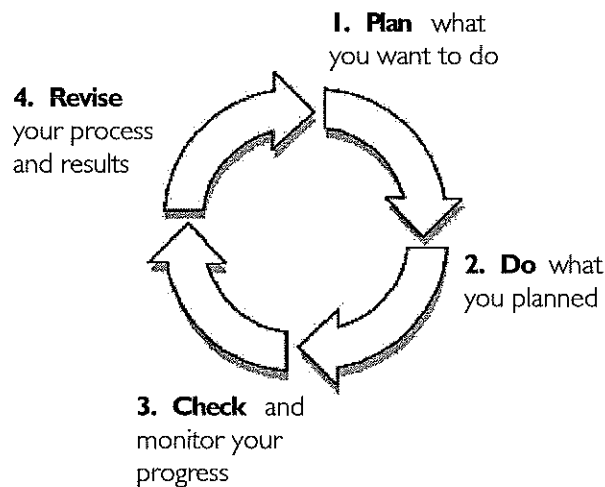 1. Plan what
you want to do
2. Do what
you planned
3. Check and
monitor your
progress
4. Revise
your process
and results